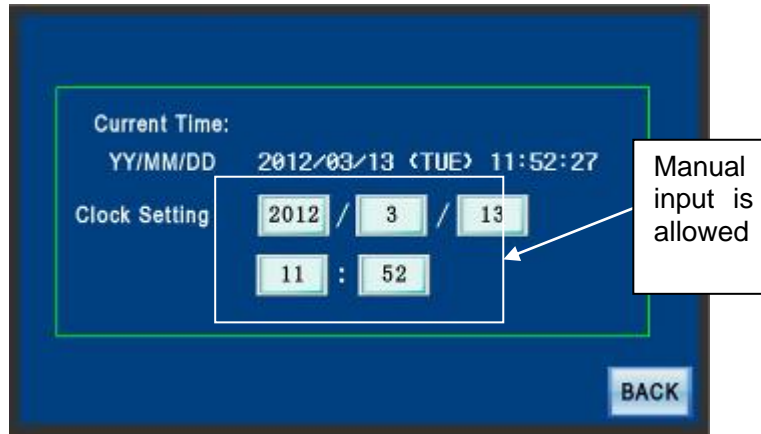 Current Time:
YY/MM/DD 2012/03/13 (TUE) 11:52:27
Clock Setting 2012 / 3 / 13
11 : 52
Manual
input is
allowed
BACK